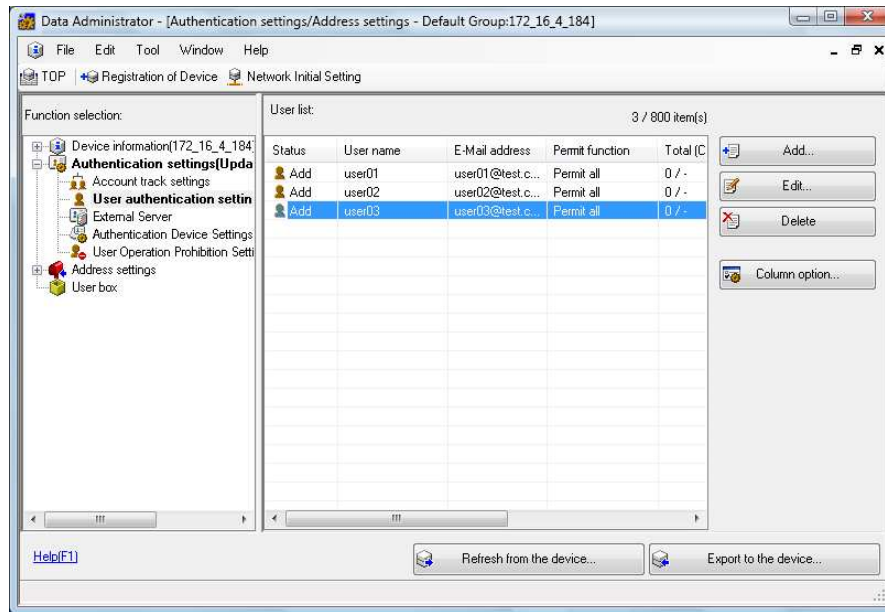 Data Administrator - [Authentication settings/Address settings - Default Group:172_16_4_184]
File Edit Tool Window Help
TOP Registration of Device Network Initial Setting
Function selection:
Device information(172_16_4_184
Authentication settings(Upda
Account track settings
User authentication settin
External Server
Authentication Device Settings
User Operation Prohibition Setti
Address settings
User box
User list:
3 / 800 item(s)
Status User name E-Mail address Permit function Total (C
Add user01 user01@test.c... Permit all 0 / -
Add user02 user02@test.c... Permit all 0 / -
Add user03 user03@test.c... Permit all 0 / -
Add...
Edit...
Delete
Column option...
Help(F1)
Refresh from the device...
Export to the device...